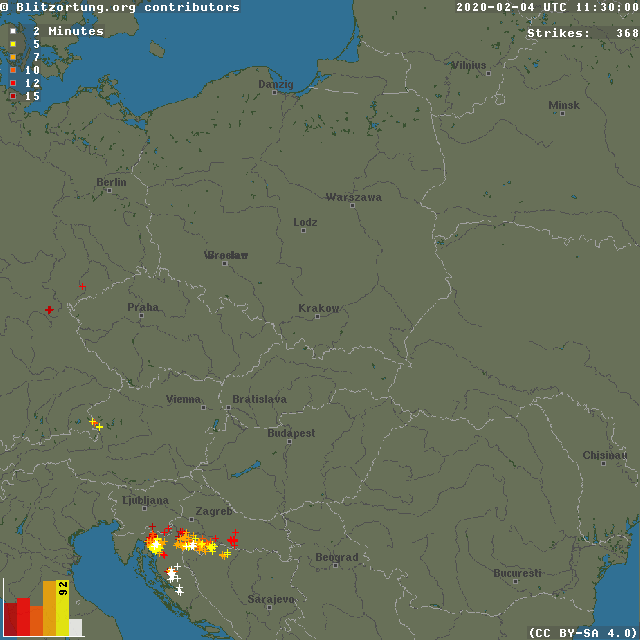 © Blitzortung.org contributors
2020-02-04 UTC 11:30:00
2 Minutes
Strikes: 368
5
7
10
12
15
Vilnius
Danzig
Minsk
Berlin
Warszawa
Lodz
Praha
Krakow
Vienna
Bratislava
Budapest
Chisinau
Ljubljana
Zagreb
Beograd
Bucuresti
92
Sarajevo
(CC BY-SA 4.0)